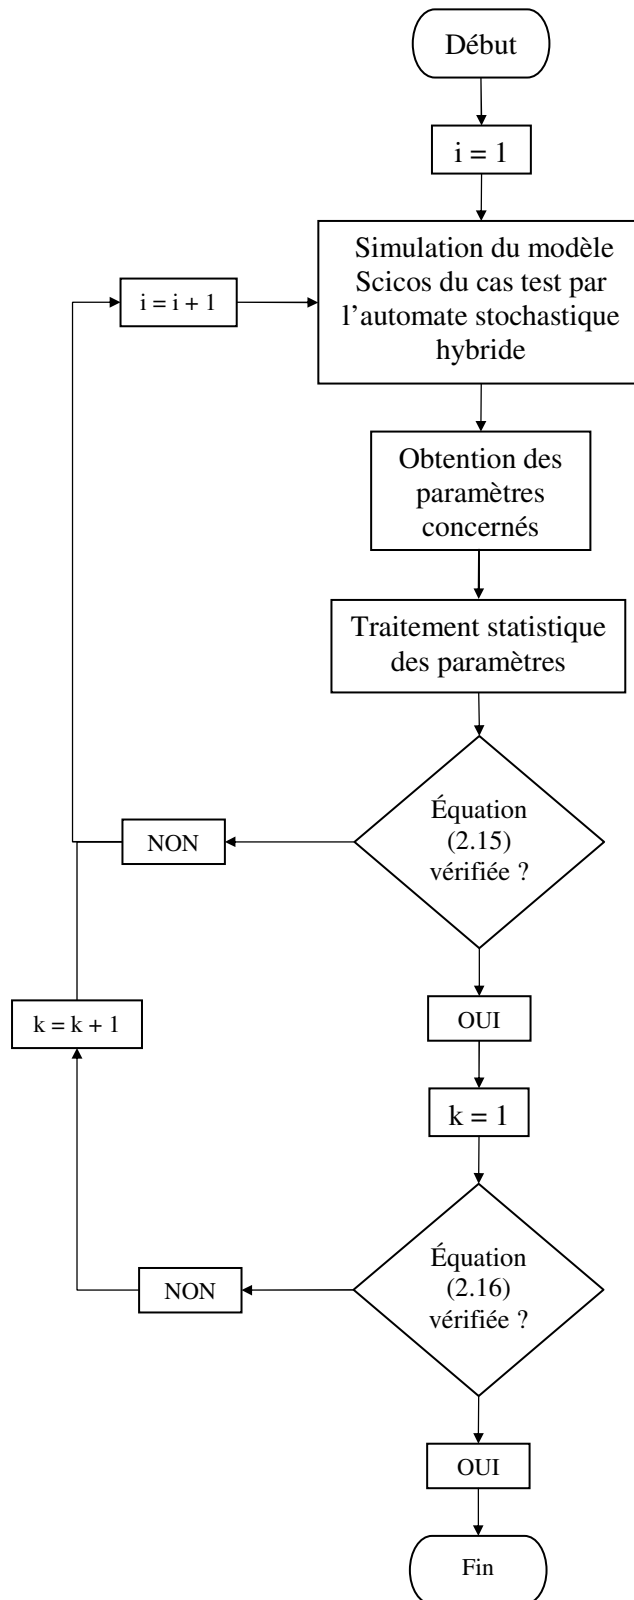 Début
i = 1
Simulation du modèle
Scicos du cas test par
l’automate stochastique
hybride
i = i + 1
Obtention des
paramètres
concernés
Traitement statistique
des paramètres
Équation
(2.15)
vérifiée ?
NON
OUI
k = k + 1
k = 1
Équation
(2.16)
vérifiée ?
NON
OUI
Fin